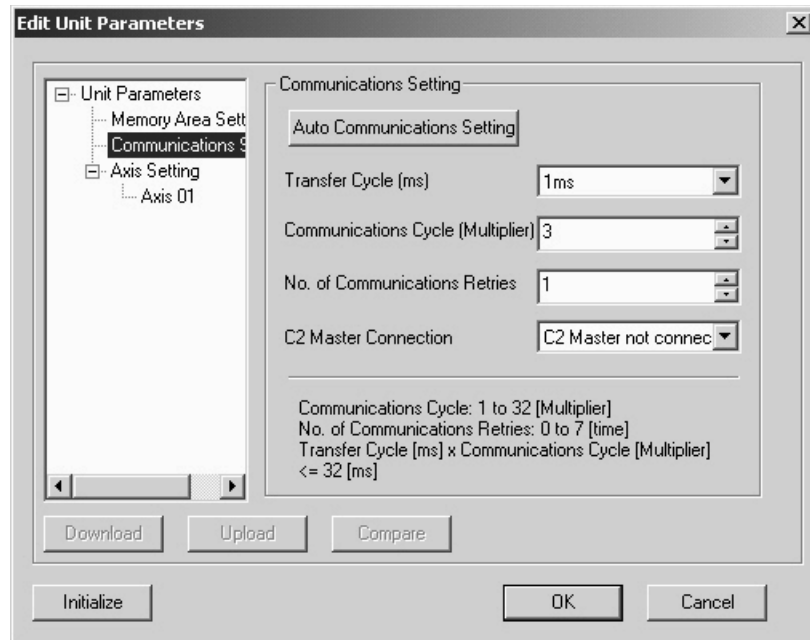 Edit Unit Parameters
Unit Parameters
Memory Area Sett
Communications S
Axis Setting
Axis 01
Communications Setting
Auto Communications Setting
Transfer Cycle (ms)
1ms
Communications Cycle (Multiplier)
3
No. of Communications Retries
1
C2 Master Connection
C2 Master not connec
Communications Cycle: 1 to 32 [Multiplier]
No. of Communications Retries: 0 to 7 [time]
Transfer Cycle [ms] x Communications Cycle [Multiplier]
<= 32 [ms]
Download
Upload
Compare
Initialize
OK
Cancel